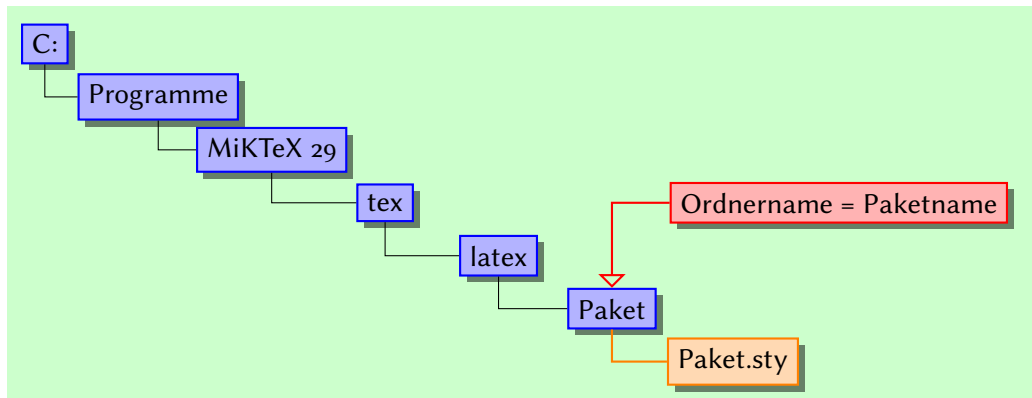 C:
Programme
MiKTeX 29
tex
Ordnername = Paketname
latex
Paket
Paket.sty